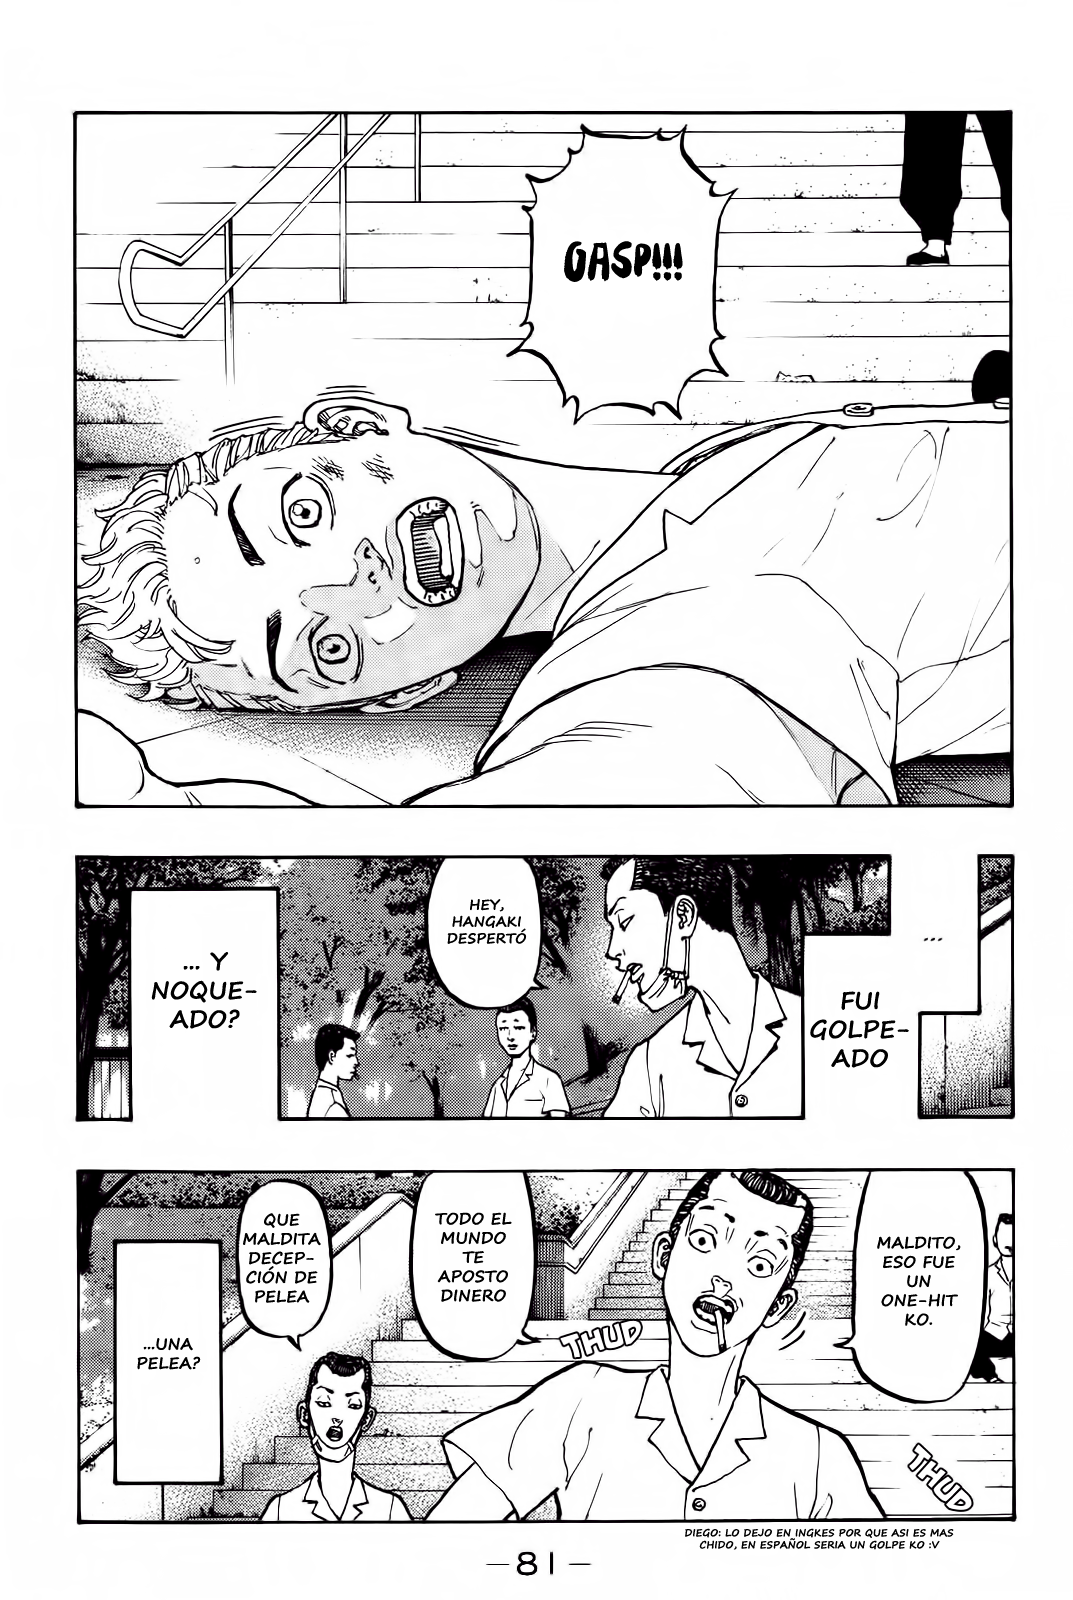 GASP!!!
...
FUI
GOLPE-
ADO
HEY,
HANGAKI
DESPERTÓ
... Y
NOQUE-
ADO?
MALDITO,
ESO FUE
UN
ONE-HIT
KO.
TODO EL
MUNDO
TE
APOSTO
DINERO
QUE
MALDITA
DECEP-
CIÓN DE
PELEA
...UNA
PELEA?
THUD
THUD
DIEGO: LO DEJO EN INGKES POR QUE ASI ES MAS
CHIDO, EN ESPAÑOL SERIA UN GOLPE KO :V
—81—